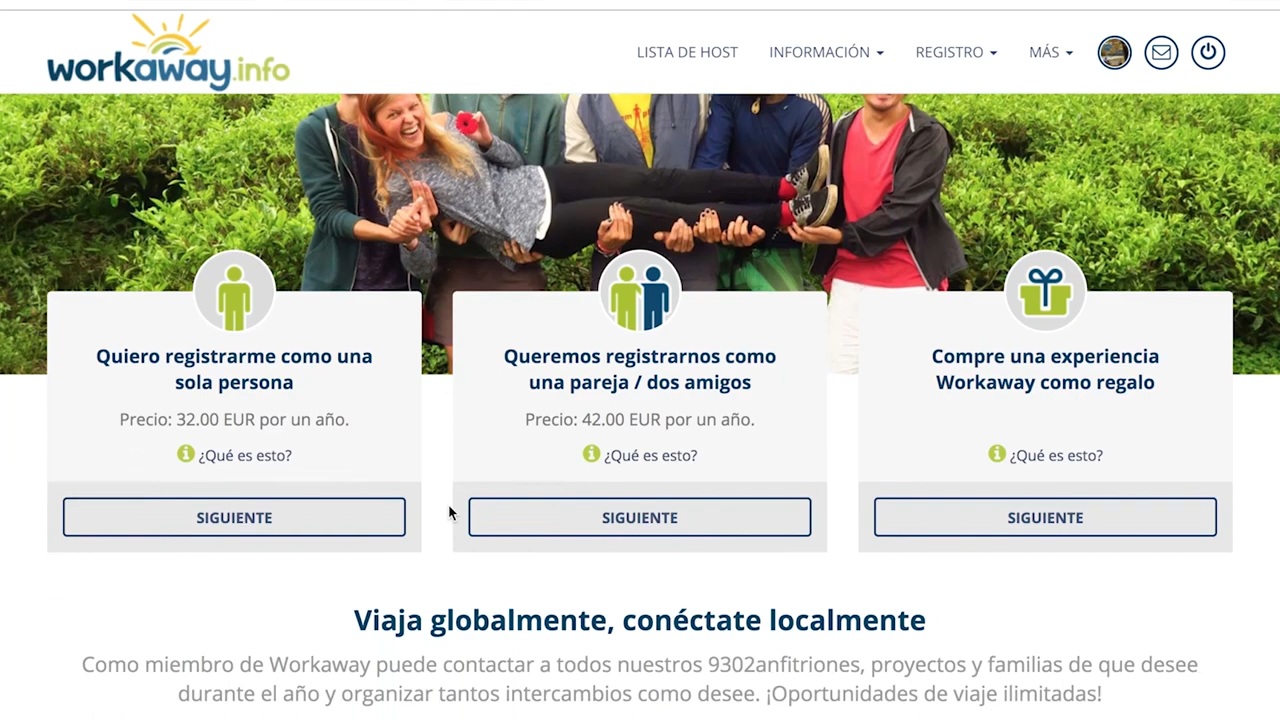 workaway.info
LISTA DE HOST
INFORMACIÓN
REGISTRO
MÁS
Quiero registrarme como una
sola persona
Precio: 32.00 EUR por un año.
¿Qué es esto?
SIGUIENTE
Queremos registrarnos como
una pareja / dos amigos
Precio: 42.00 EUR por un año.
¿Qué es esto?
SIGUIENTE
Compre una experiencia
Workaway como regalo
¿Qué es esto?
SIGUIENTE
Viaja globalmente, conéctate localmente
Como miembro de Workaway puede contactar a todos nuestros 9302anfitriones, proyectos y familias de que desee
durante el año y organizar tantos intercambios como desee. ¡Oportunidades de viaje ilimitadas!